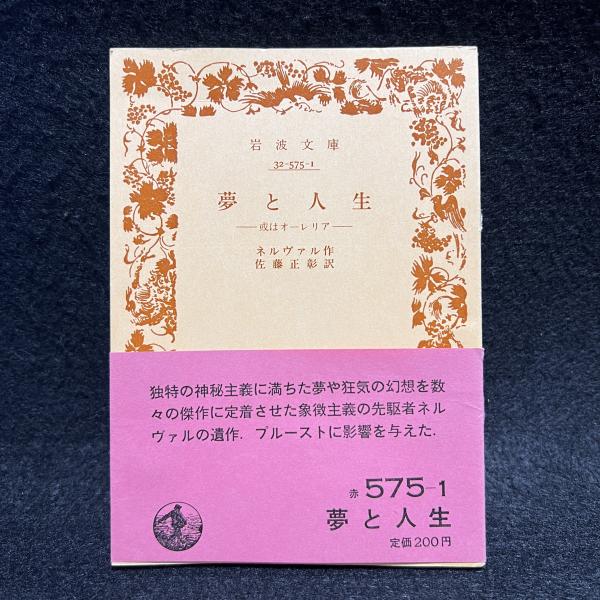 岩波文庫
32-575-1
夢と人生
―或はオーレリア―
ネルヴァル作
佐藤正彰訳
独特の神秘主義に満ちた夢や狂気の幻想を数
々の傑作に定着させた象徴主義の先駆者ネル
ヴァルの遺作．プルーストに影響を与えた．
赤 575-1
夢と人生
定価200円